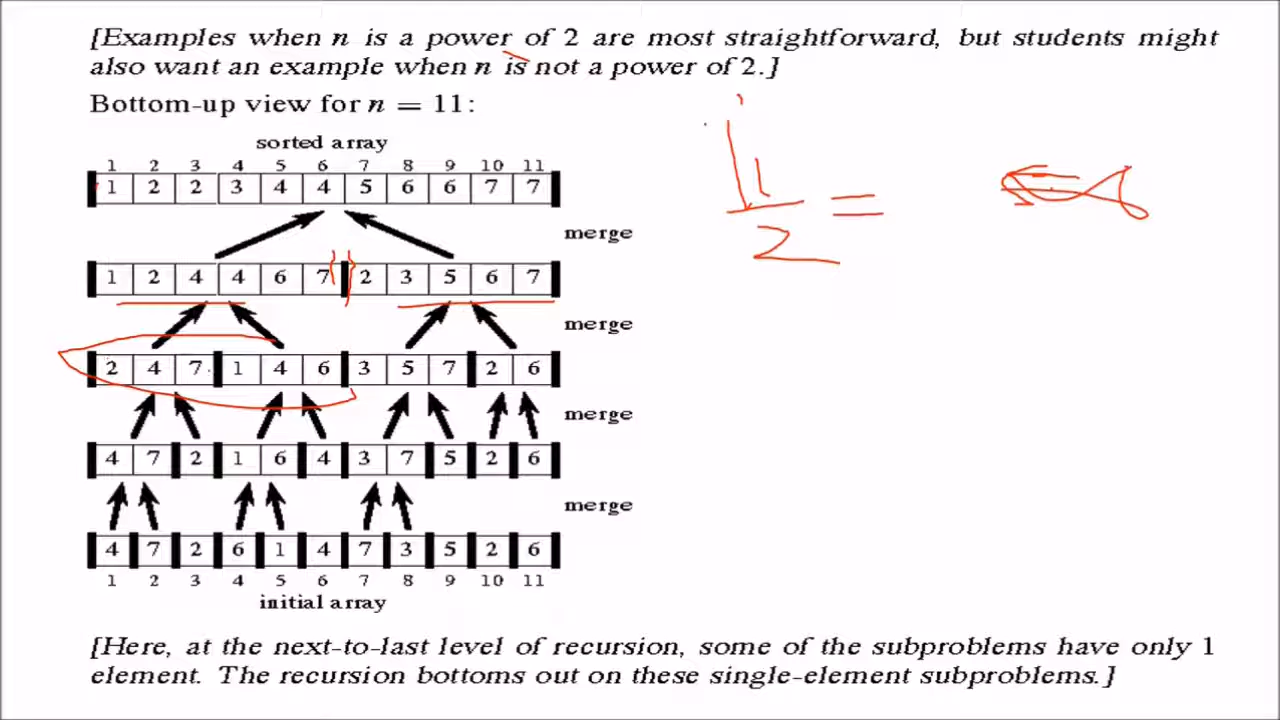 [Examples when n is a power of 2 are most straightforward, but students might
also want an example when n is not a power of 2.]
Bottom-up view for n = 11:
sorted array
1 2 3 4 5 6 7 8 9 10 11
1 2 2 3 4 4 5 6 6 7 7
merge
1 2 4 4 6 7 2 3 5 6 7
merge
2 4 7 1 4 6 3 5 7 2 6
merge
4 7 2 1 6 4 3 7 5 2 6
merge
4 7 2 6 1 4 7 3 5 2 6
1 2 3 4 5 6 7 8 9 10 11
initial array
[Here, at the next-to-last level of recursion, some of the subproblems have only 1
element. The recursion bottoms out on these single-element subproblems.]
11
2 =